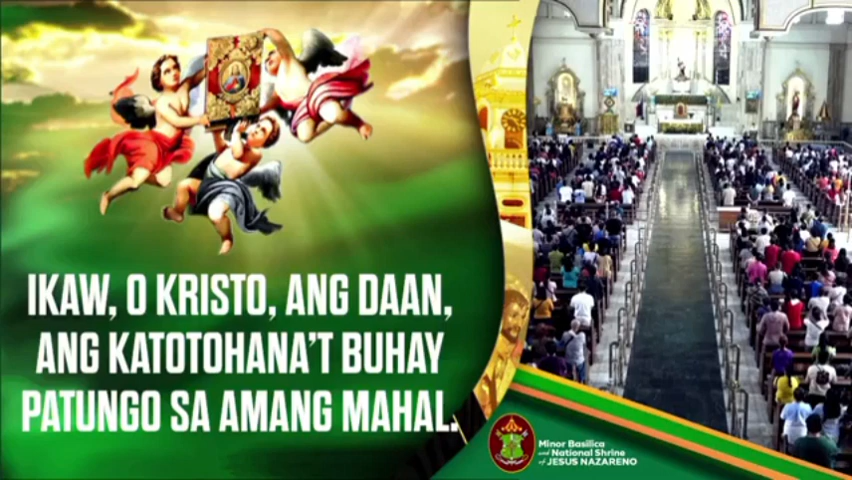 IKAW, O KRISTO, ANG DAAN,
ANG KATOTOHANA'T BUHAY
PATUNGO SA AMANG MAHAL.
Minor Basilica
and National Shrine
of JESUS NAZARENO